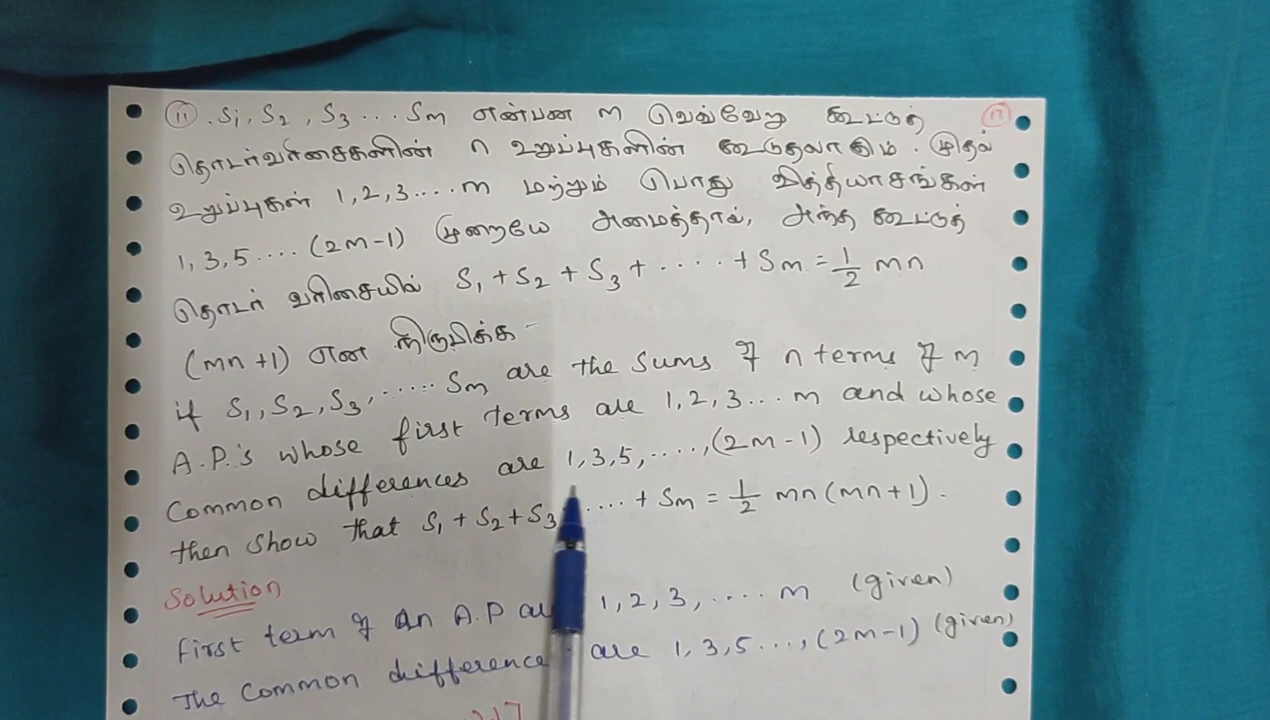 11. S1, S2, S3 ... Sm என்பன m வெவ்வேறு கூட்டுத் 17
தொடர்வரிசைகளின் n உறுப்புகளின் கூடுதலாகும். முதல்
உறுப்புகள் 1, 2, 3 .... m மற்றும் பொது வித்தியாசங்கள்
1, 3, 5 .... (2m-1) முறையே அமைத்தால், அந்த கூட்டுத்
தொடர் வரிசையில் S1 + S2 + S3 + ..... + Sm = 1/2 mn
(mn+1) என நிருபிக்க -
if S1, S2, S3, ...... Sm are the sums of n terms of m
A.P.'s whose first terms are 1, 2, 3 ... m and whose
Common differences are 1, 3, 5, ...., (2m-1) respectively
then show that S1 + S2 + S3 .... + Sm = 1/2 mn (mn+1).
Solution
first term of an A.P 1, 2, 3, .... m (given)
The Common difference are 1, 3, 5 ..., (2m-1) (given)